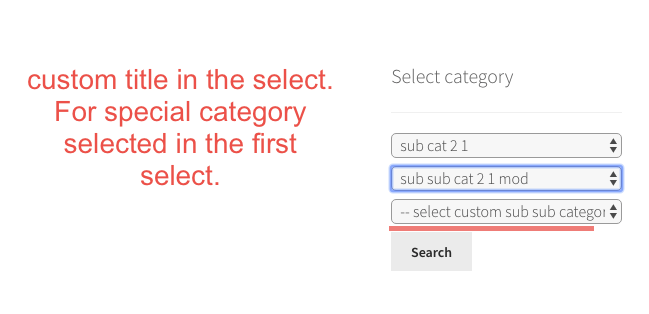 custom title in the select.
For special category
selected in the first
select.
Select category
sub cat 2 1
sub sub cat 2 1 mod
-- select custom sub sub categor
Search